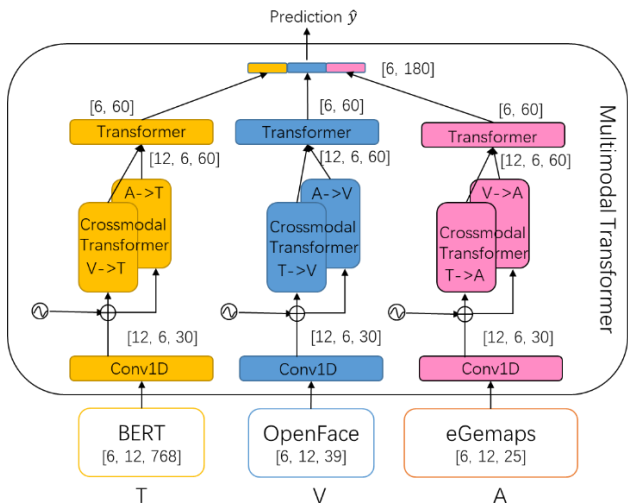 Prediction ŷ
[6, 180]
[6, 60]
[6, 60]
[6, 60]
Transformer
Transformer
Transformer
[12, 6, 60]
[12, 6, 60]
[12, 6, 60]
A->T
Crossmodal
Transformer
V->T
A->V
Crossmodal
Transformer
T->V
V->A
Crossmodal
Transformer
T->A
[12, 6, 30]
[12, 6, 30]
[12, 6, 30]
Conv1D
Conv1D
Conv1D
Multimodal Transformer
BERT
[6, 12, 768]
OpenFace
[6, 12, 39]
eGemaps
[6, 12, 25]
T
V
A